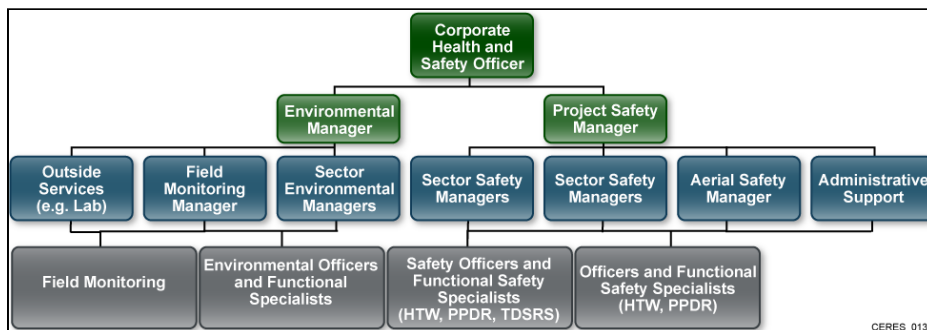 Corporate
Health and
Safety Officer
Environmental
Manager
Project Safety
Manager
Outside
Services
(e.g. Lab)
Field
Monitoring
Manager
Sector
Environmental
Managers
Sector Safety
Managers
Sector Safety
Managers
Aerial Safety
Manager
Administrative
Support
Field Monitoring
Environmental Officers
and Functional
Specialists
Safety Officers and
Functional Safety
Specialists
(HTW, PPDR, TDSRS)
Officers and Functional
Safety Specialists
(HTW, PPDR)
CERES_013